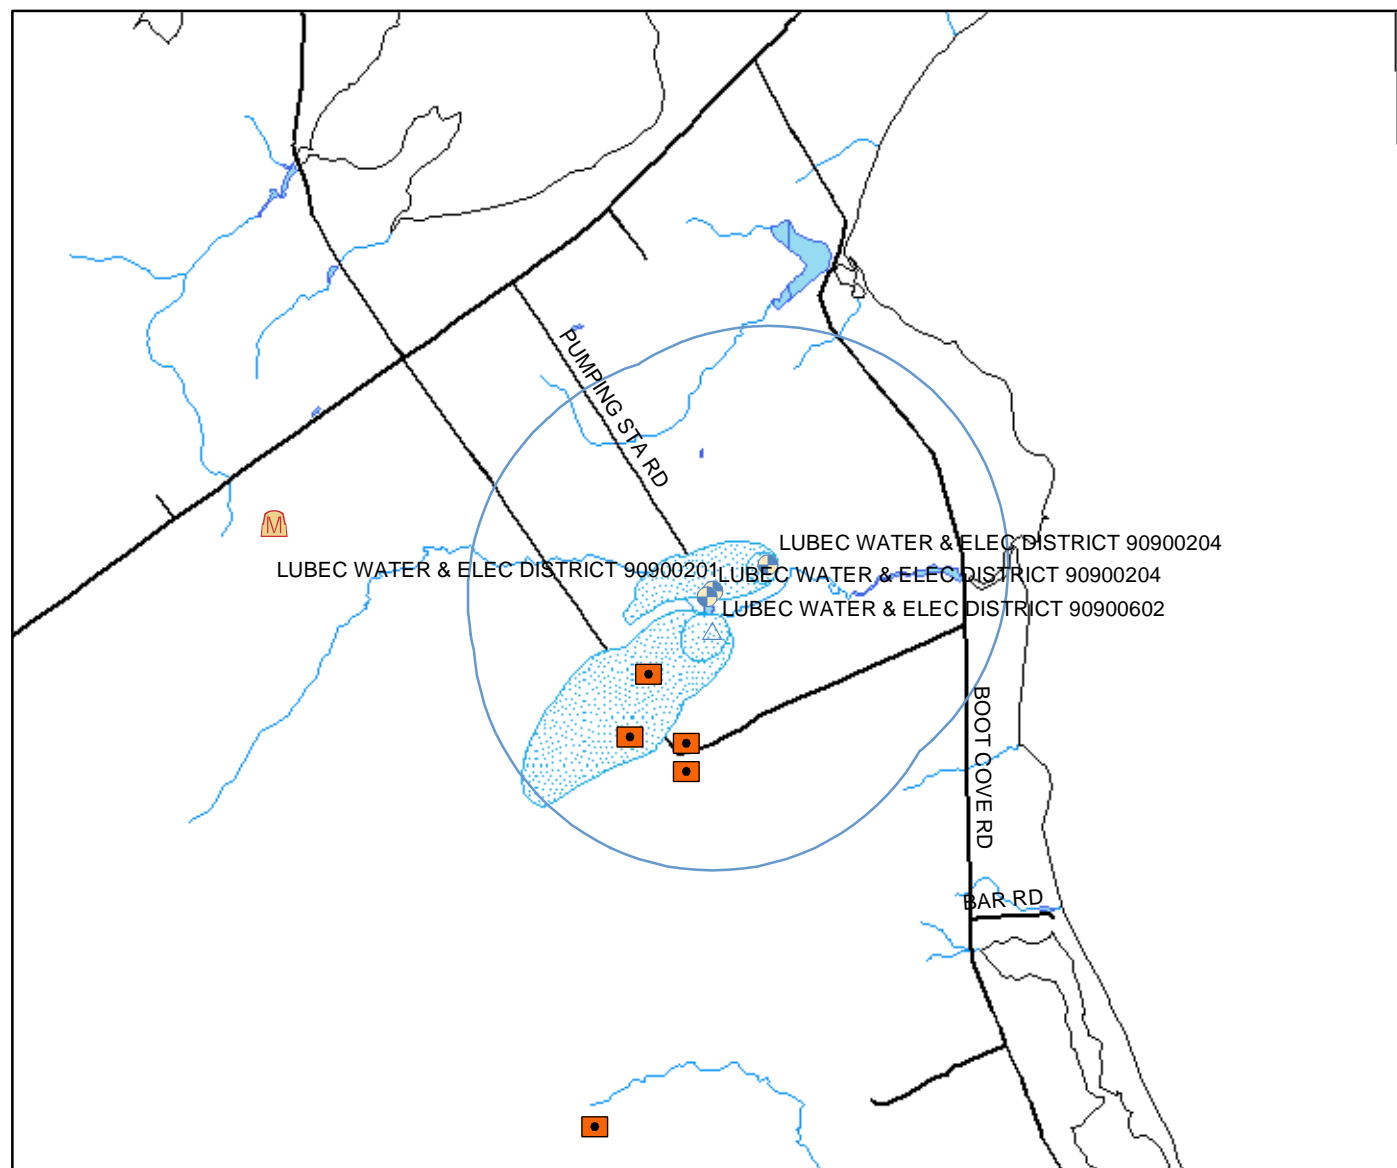 PUMPING STA RD
M
LUBEC WATER & ELEC DISTRICT 90900204
LUBEC WATER & ELEC DISTRICT 90900201
LUBEC WATER & ELEC DISTRICT 90900204
LUBEC WATER & ELEC DISTRICT 90900602
BOOT COVE RD
BAR RD